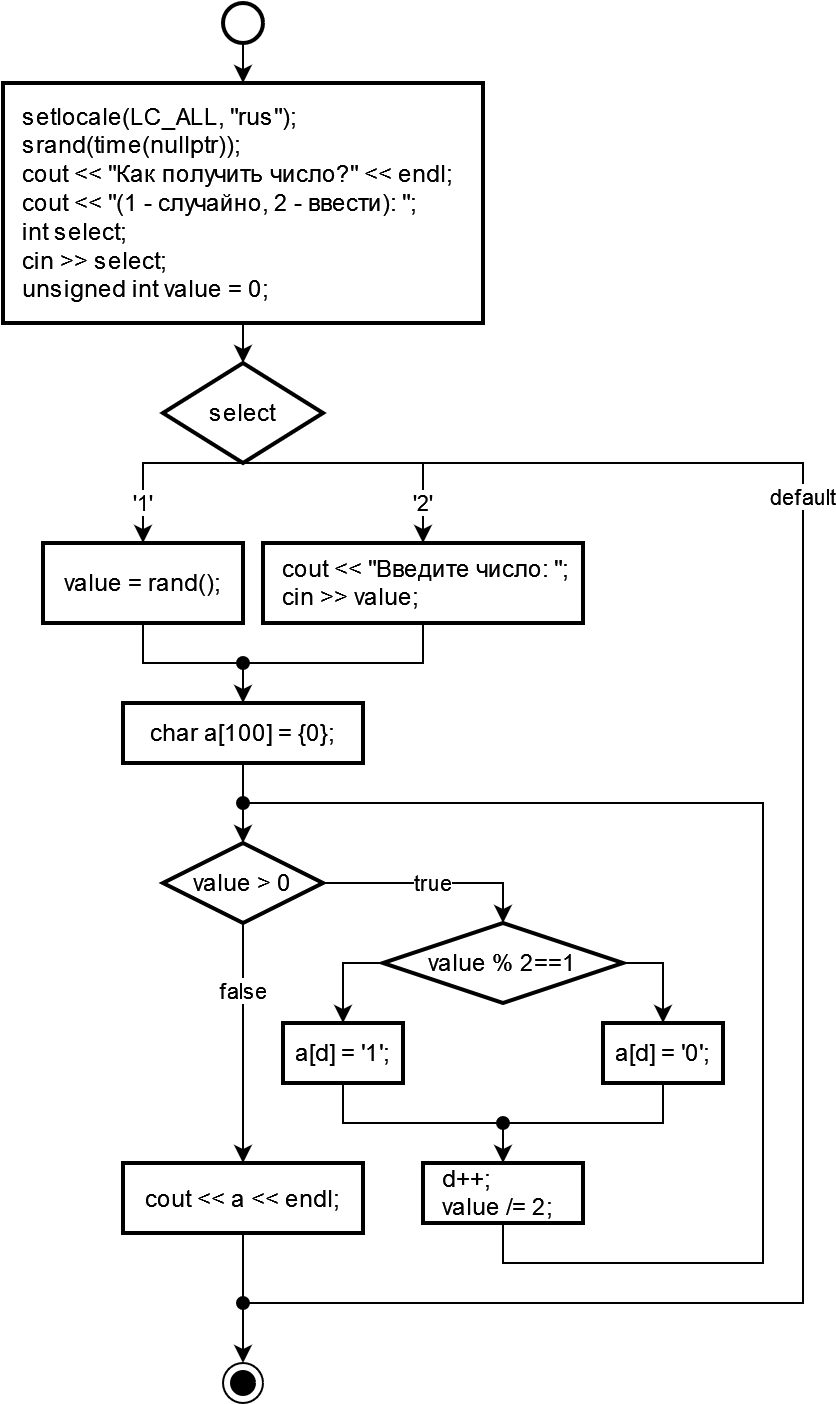 setlocale(LC_ALL, "rus");
srand(time(nullptr));
cout << "Как получить число?" << endl;
cout << "(1 - случайно, 2 - ввести): ";
int select;
cin >> select;
unsigned int value = 0;
select
'1'
'2'
default
value = rand();
cout << "Введите число: ";
cin >> value;
char a[100] = {0};
value > 0
true
value % 2==1
false
a[d] = '1';
a[d] = '0';
d++;
value /= 2;
cout << a << endl;